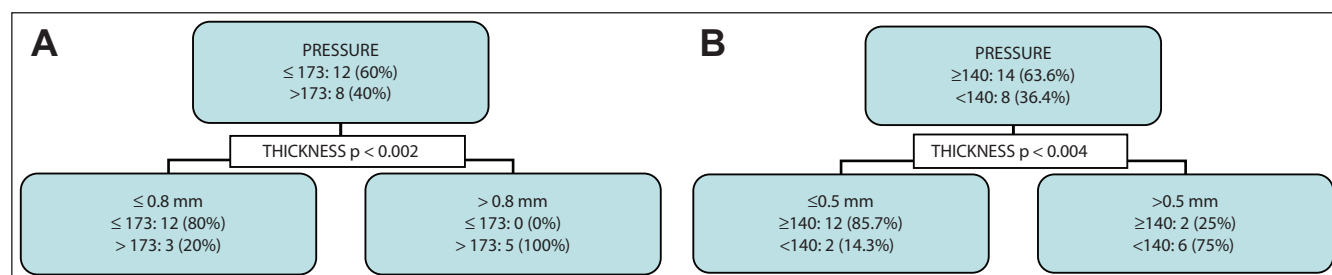 A
PRESSURE
≤ 173: 12 (60%)
>173: 8 (40%)
THICKNESS p < 0.002
≤ 0.8 mm
≤ 173: 12 (80%)
> 173: 3 (20%)
> 0.8 mm
≤ 173: 0 (0%)
> 173: 5 (100%)
B
PRESSURE
≥140: 14 (63.6%)
<140: 8 (36.4%)
THICKNESS p < 0.004
≤0.5 mm
≥140: 12 (85.7%)
<140: 2 (14.3%)
>0.5 mm
≥140: 2 (25%)
<140: 6 (75%)